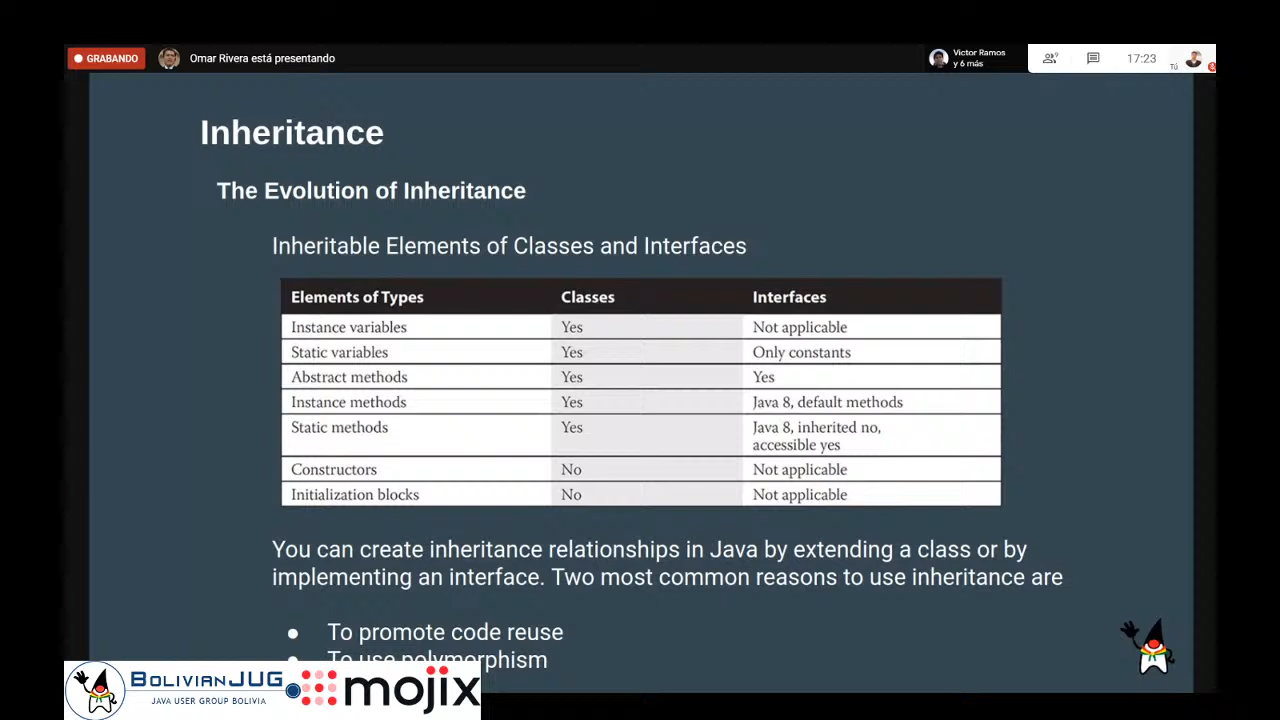 GRABANDO
Omar Rivera está presentando
Victor Ramos
y 6 más
9
17:23
Tú
Inheritance
The Evolution of Inheritance
Inheritable Elements of Classes and Interfaces
Elements of Types Classes Interfaces
Instance variables Yes Not applicable
Static variables Yes Only constants
Abstract methods Yes Yes
Instance methods Yes Java 8, default methods
Static methods Yes Java 8, inherited no,
accessible yes
Constructors No Not applicable
Initialization blocks No Not applicable
You can create inheritance relationships in Java by extending a class or by
implementing an interface. Two most common reasons to use inheritance are
● To promote code reuse
● To use polymorphism
BOLIVIANJUG
JAVA USER GROUP BOLIVIA
mojix